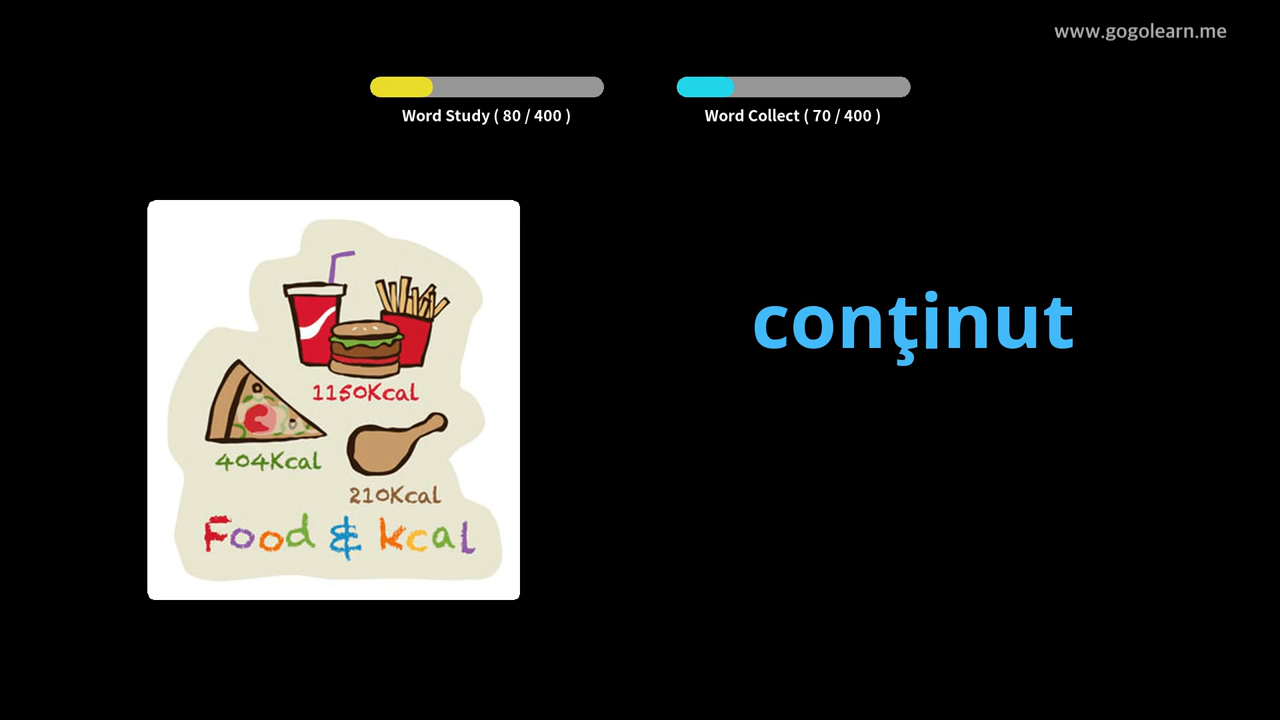 www.gogolearn.me
Word Study ( 80 / 400 )
Word Collect ( 70 / 400 )
conţinut
1150Kcal
404Kcal
210Kcal
Food & kcal